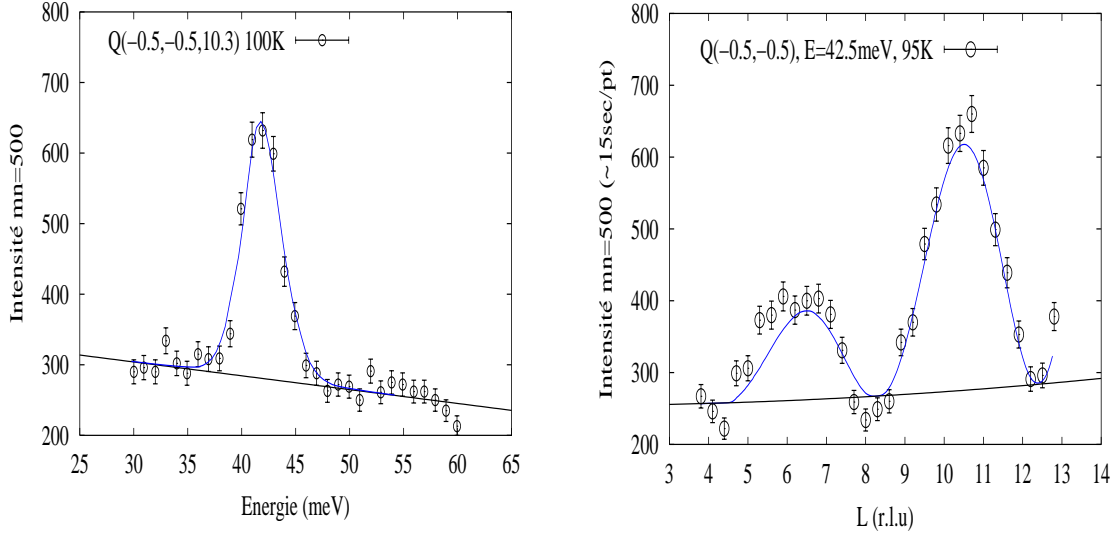 800
700
600
500
400
300
200
25 30 35 40 45 50 55 60 65
Intensité mn=500
Energie (meV)
Q(−0.5,−0.5,10.3) 100K
800
700
600
500
400
300
200
3 4 5 6 7 8 9 10 11 12 13 14
Intensité mn=500 (~15sec/pt)
L (r.l.u)
Q(−0.5,−0.5), E=42.5meV, 95K